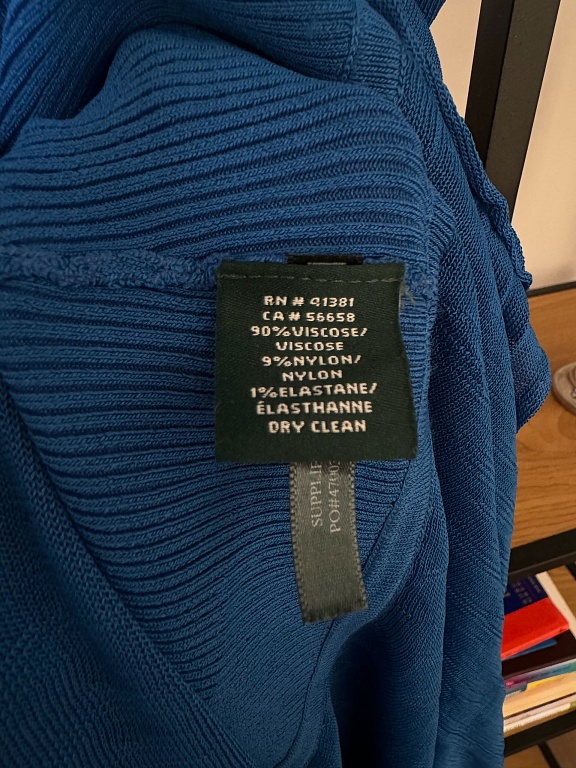 RN # 41381
CA # 56658
90%VISCOSE/
VISCOSE
9%NYLON/
NYLON
1%ELASTANE/
ÉLASTHANNE
DRY CLEAN